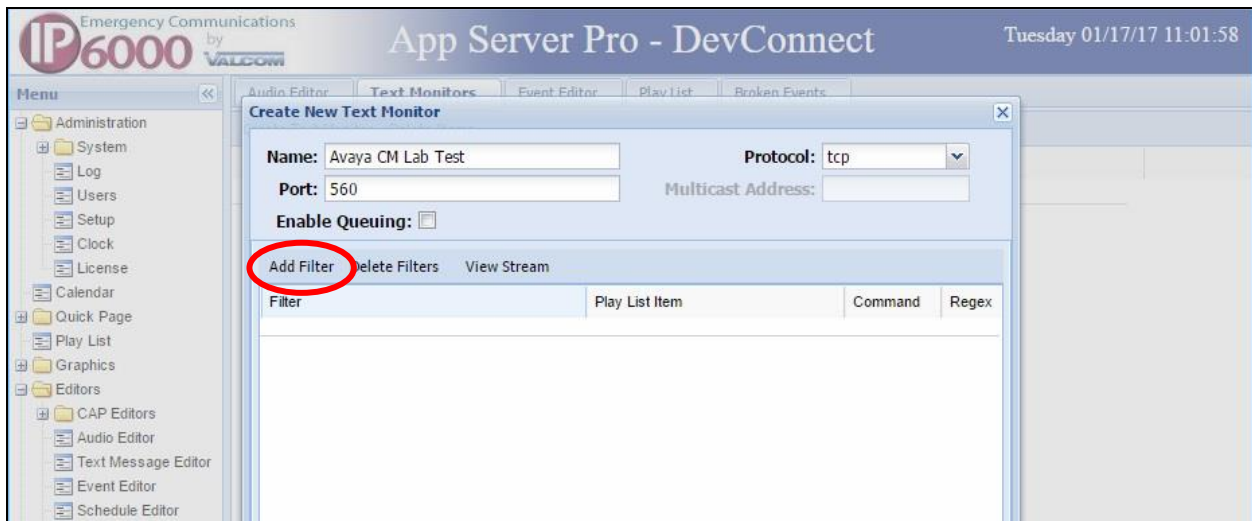 Emergency Communications
IP 6000 by VALCOM
App Server Pro - DevConnect
Tuesday 01/17/17 11:01:58
Menu
Audio Editor
Text Monitors
Event Editor
Play List
Broken Events
Create New Text Monitor
Name: Avaya CM Lab Test
Protocol: tcp
Port: 560
Multicast Address:
Enable Queuing:
Add Filter
Delete Filters
View Stream
Filter
Play List Item
Command
Regex
Administration
System
Log
Users
Setup
Clock
License
Calendar
Quick Page
Play List
Graphics
Editors
CAP Editors
Audio Editor
Text Message Editor
Event Editor
Schedule Editor